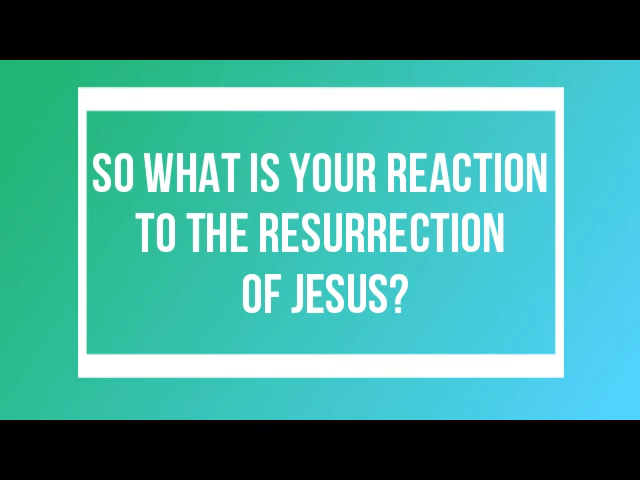 SO WHAT IS YOUR REACTION
TO THE RESURRECTION
OF JESUS?